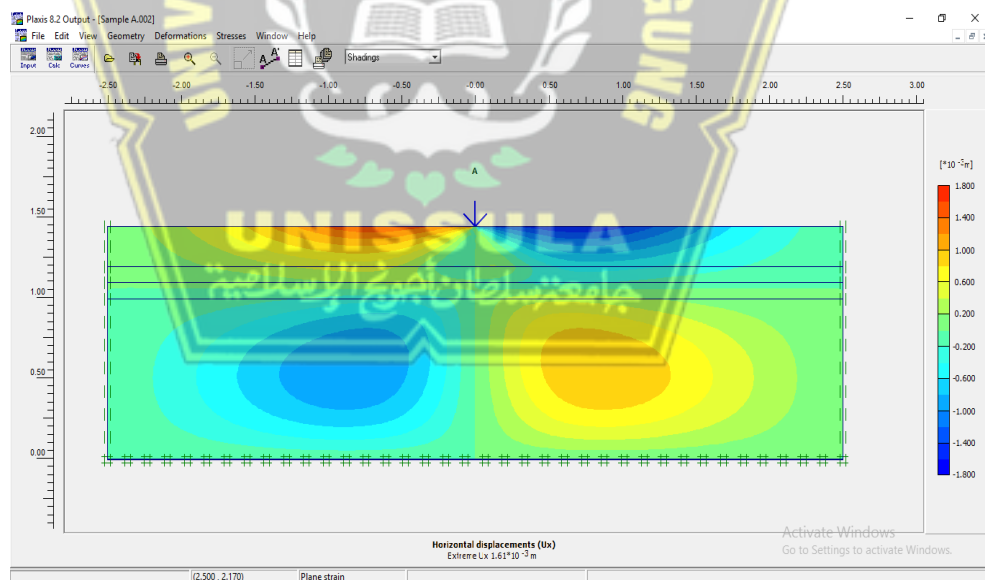 Plaxis 8.2 Output - [Sample A.002]
File Edit View Geometry Deformations Stresses Window Help
Input Calc Curves Shadings
-2.50 -2.00 -1.50 -1.00 -0.50 -0.00 0.50 1.00 1.50 2.00 2.50 3.00
2.00
1.50
1.00
0.50
0.00
A
[*10 -3m]
1.800
1.400
1.000
0.600
0.200
-0.200
-0.600
-1.000
-1.400
-1.800
UNISSULA
جامعة سلطان أجونج الإسلامية
Horizontal displacements (Ux)
Extreme Ux 1.61*10 -3 m
Activate Windows
Go to Settings to activate Windows.
(2.500 , 2.170) Plane strain